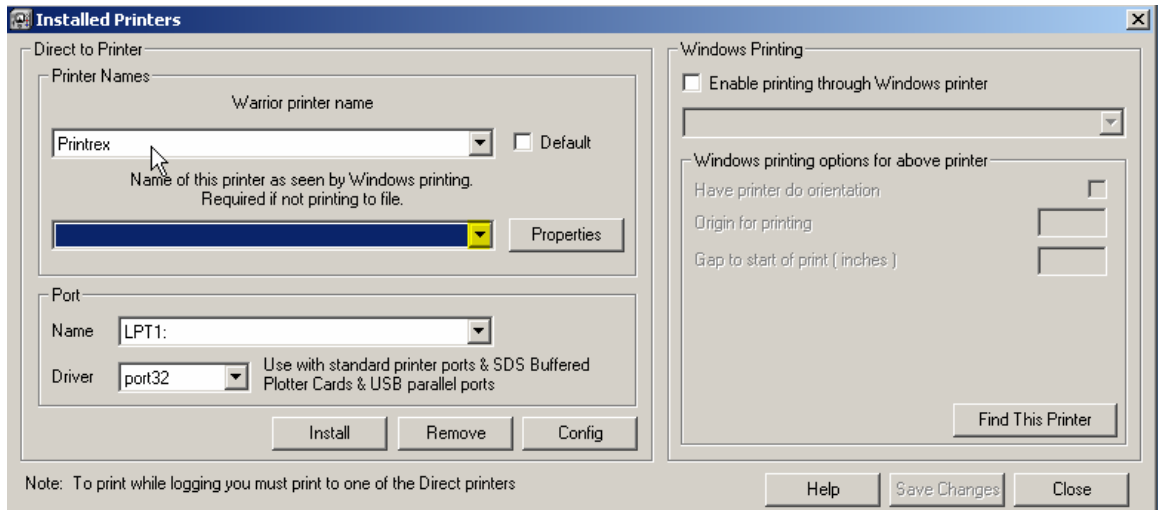 Installed Printers
Direct to Printer
Printer Names
Warrior printer name
Printrex
Default
Name of this printer as seen by Windows printing.
Required if not printing to file.
Properties
Port
Name
LPT1:
Driver
port32
Use with standard printer ports & SDS Buffered
Plotter Cards & USB parallel ports
Install
Remove
Config
Windows Printing
Enable printing through Windows printer
Windows printing options for above printer
Have printer do orientation
Origin for printing
Gap to start of print ( inches )
Find This Printer
Note: To print while logging you must print to one of the Direct printers
Help
Save Changes
Close